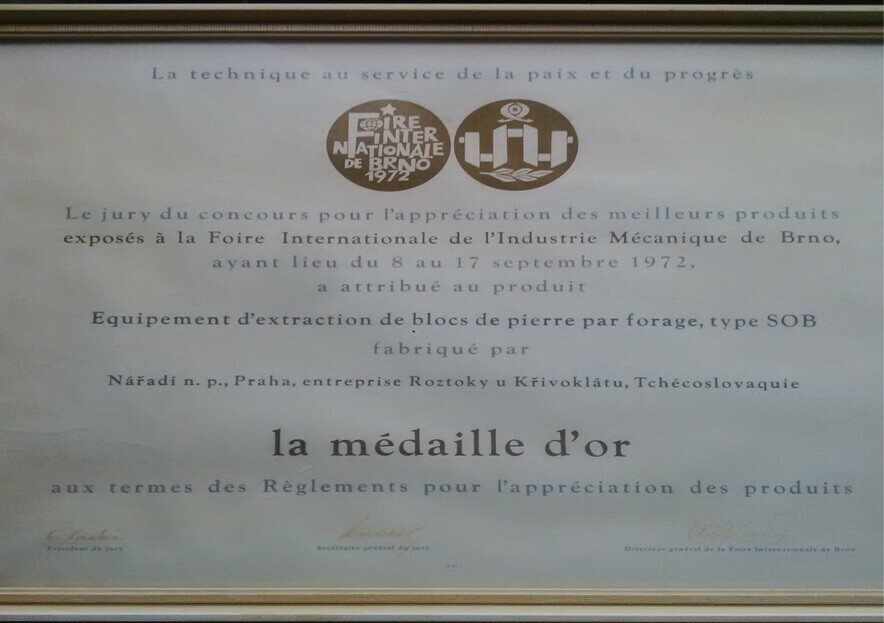 La technique au service de la paix et du progrès
FOIRE
INTER
NATIONALE
DE BRNO
1972
Le jury du concours pour l'appréciation des meilleurs produits
exposés à la Foire Internationale de l'Industrie Mécanique de Brno,
ayant lieu du 8 au 17 septembre 1972,
a attribué au produit
Equipement d'extraction de blocs de pierre par forage, type SOB
fabriqué par
Nářadí n. p., Praha, entreprise Roztoky u Křivoklátu, Tchécoslovaquie
la médaille d'or
aux termes des Règlements pour l'appréciation des produits
Président du jury
Secrétaire général du jury
Directeur général de la Foire Internationale de Brno